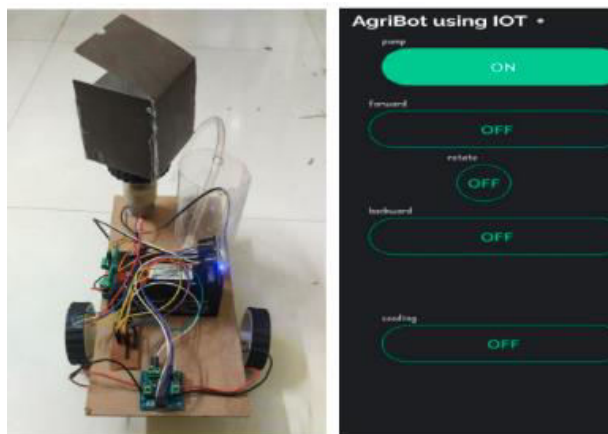 AgriBot using IOT
pump
ON
forward
OFF
rotate
OFF
backward
OFF
seeding
OFF